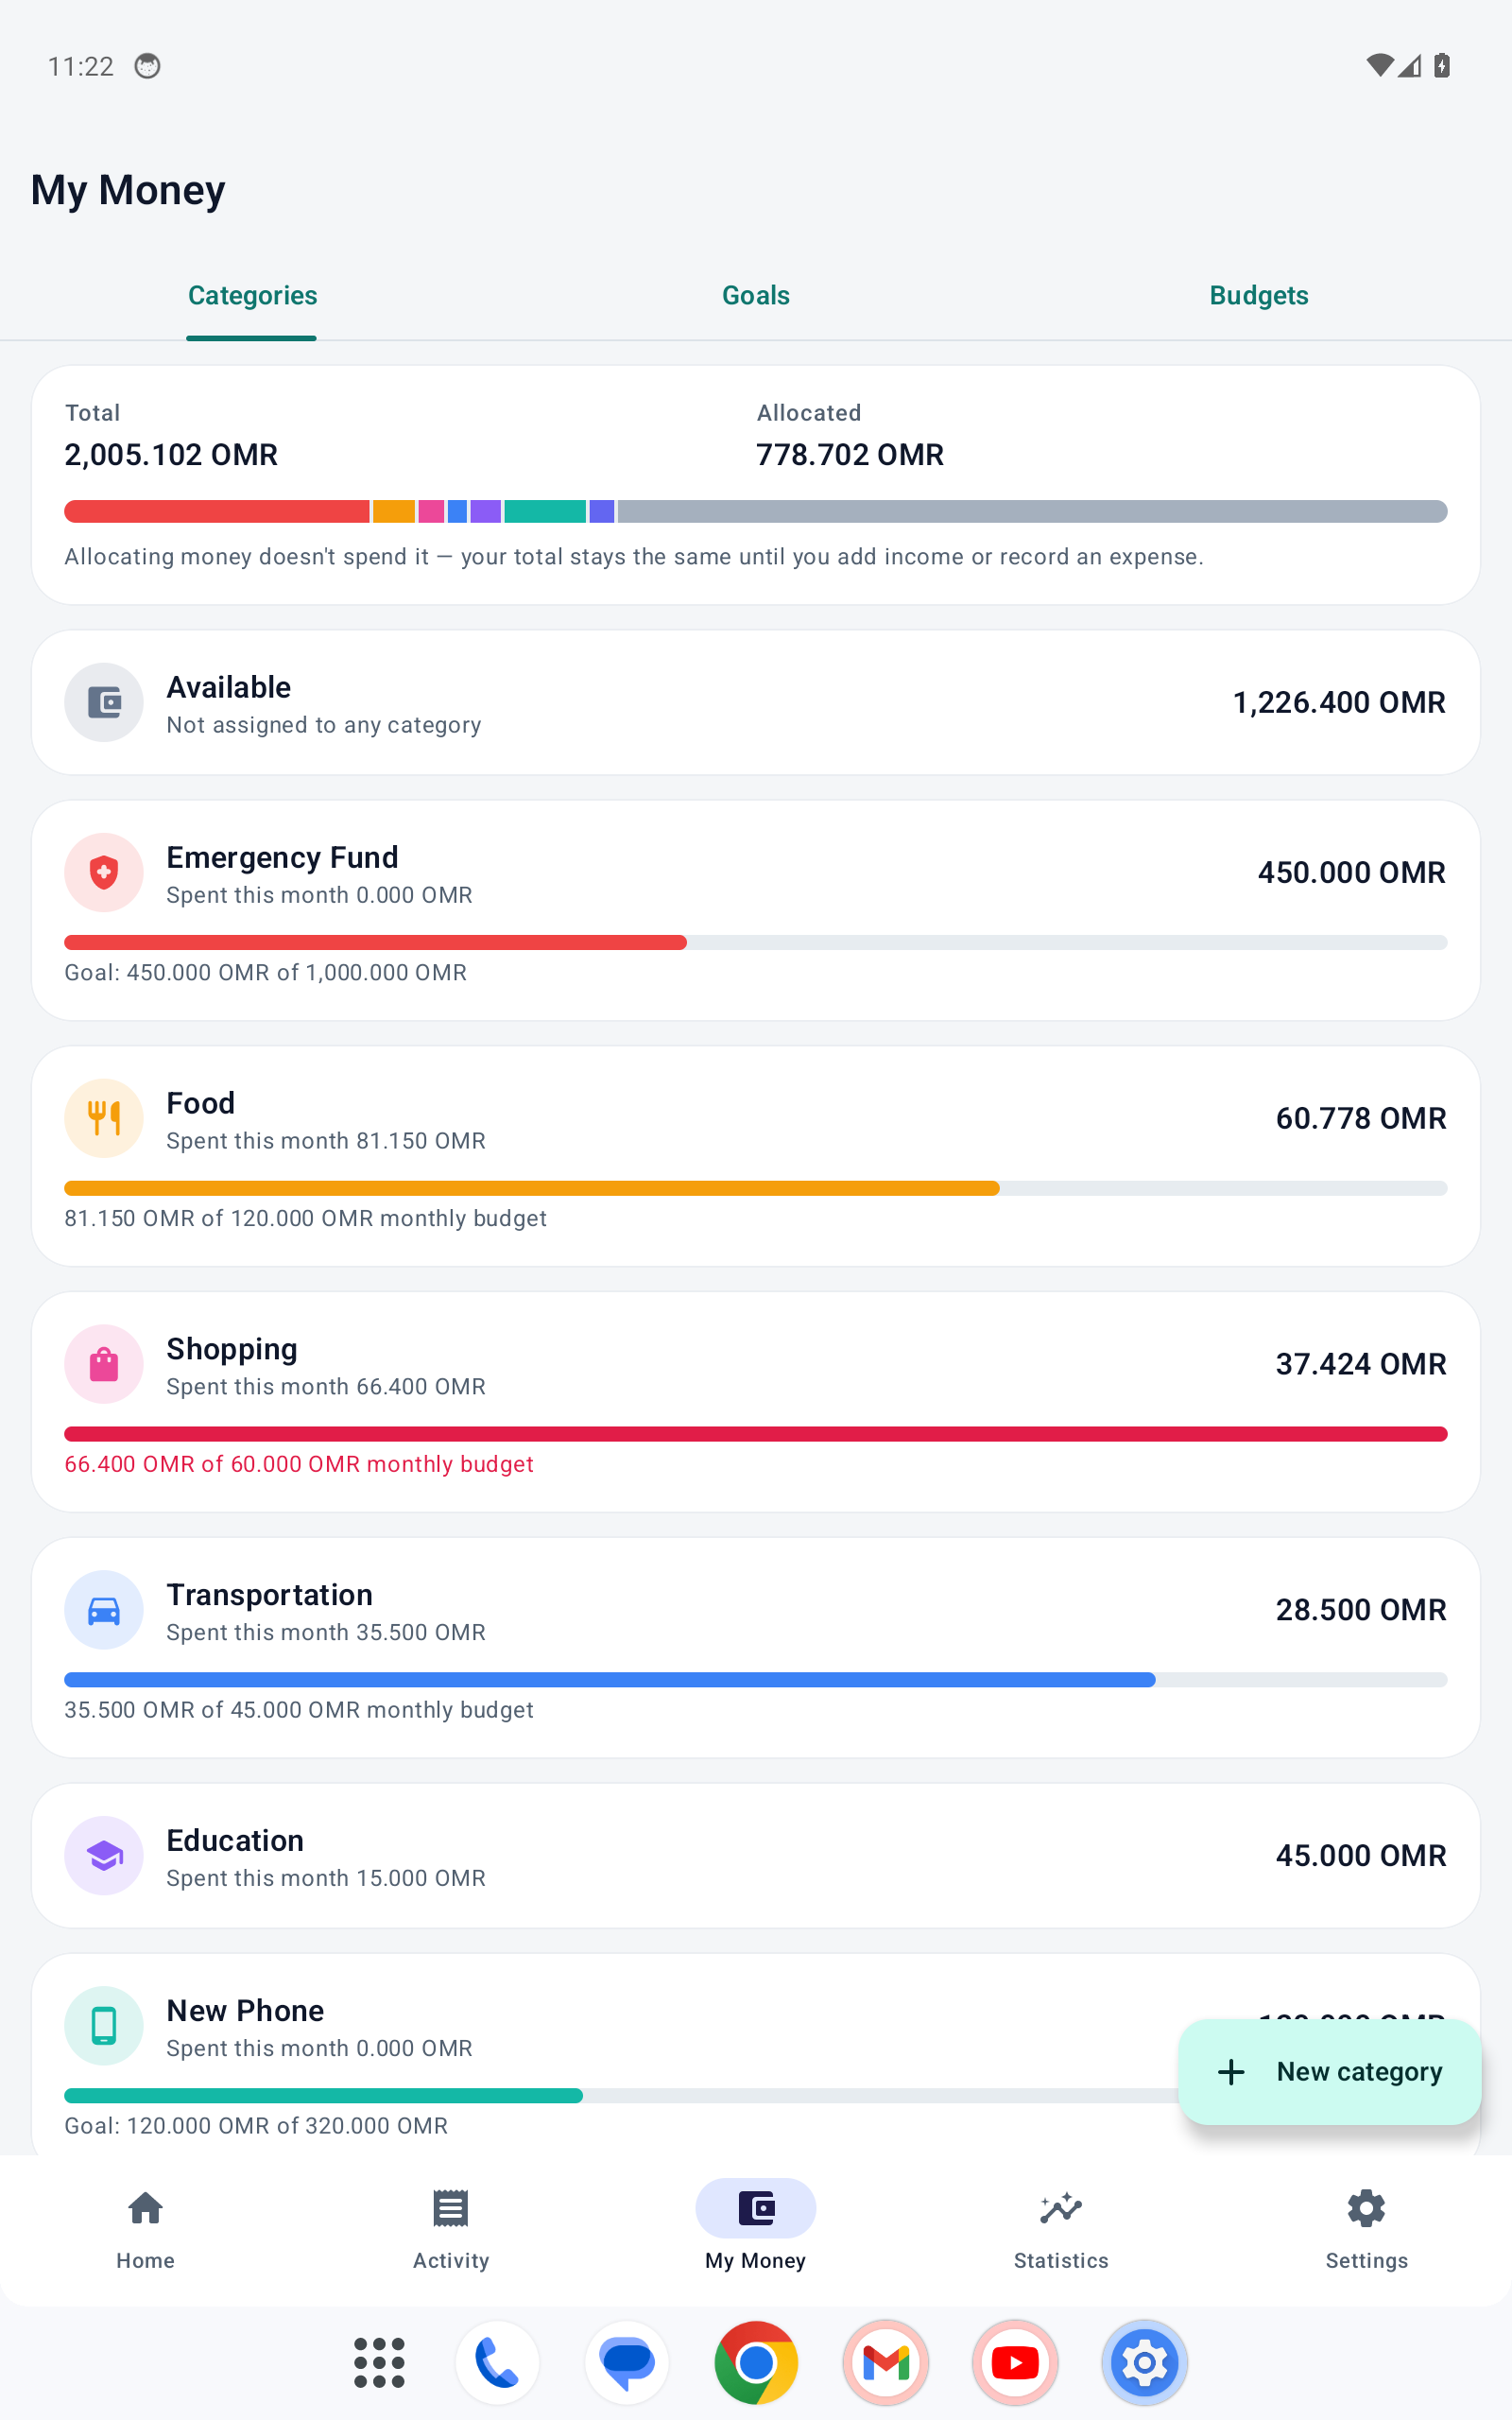 11:22
My Money
Categories
Goals
Budgets
Total
Allocated
2,005.102 OMR
778.702 OMR
Allocating money doesn't spend it — your total stays the same until you add income or record an expense.
Available
Not assigned to any category
1,226.400 OMR
Emergency Fund
Spent this month 0.000 OMR
450.000 OMR
Goal: 450.000 OMR of 1,000.000 OMR
Food
Spent this month 81.150 OMR
60.778 OMR
81.150 OMR of 120.000 OMR monthly budget
Shopping
Spent this month 66.400 OMR
37.424 OMR
66.400 OMR of 60.000 OMR monthly budget
Transportation
Spent this month 35.500 OMR
28.500 OMR
35.500 OMR of 45.000 OMR monthly budget
Education
Spent this month 15.000 OMR
45.000 OMR
New Phone
Spent this month 0.000 OMR
New category
Goal: 120.000 OMR of 320.000 OMR
Home
Activity
My Money
Statistics
Settings